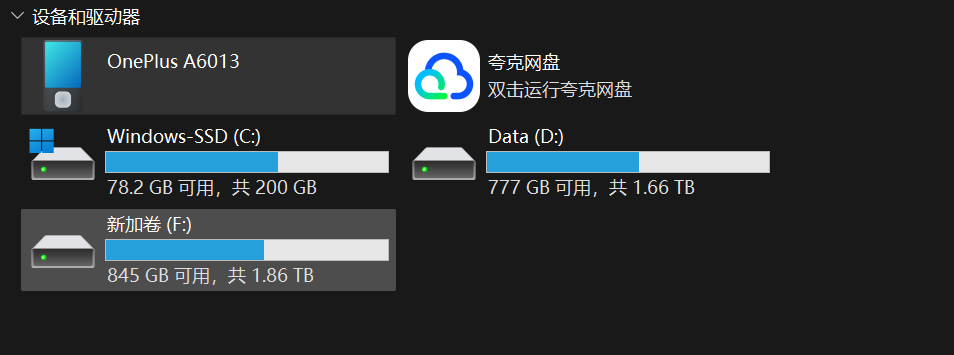 设备和驱动器
OnePlus A6013
夸克网盘
双击运行夸克网盘
Windows-SSD (C:)
78.2 GB 可用，共 200 GB
Data (D:)
777 GB 可用，共 1.66 TB
新加卷 (F:)
845 GB 可用，共 1.86 TB